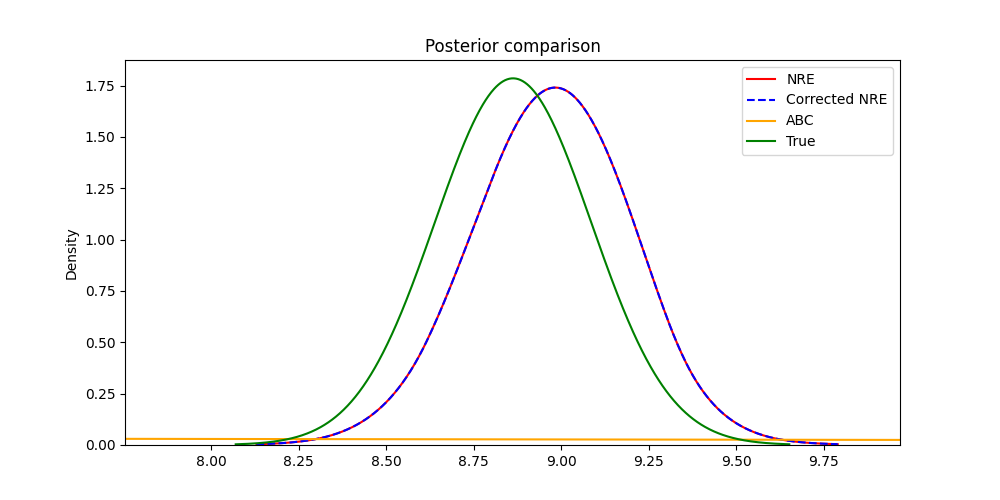 Posterior comparison
NRE
Corrected NRE
ABC
True
Density
1.75
1.50
1.25
1.00
0.75
0.50
0.25
0.00
8.00 8.25 8.50 8.75 9.00 9.25 9.50 9.75